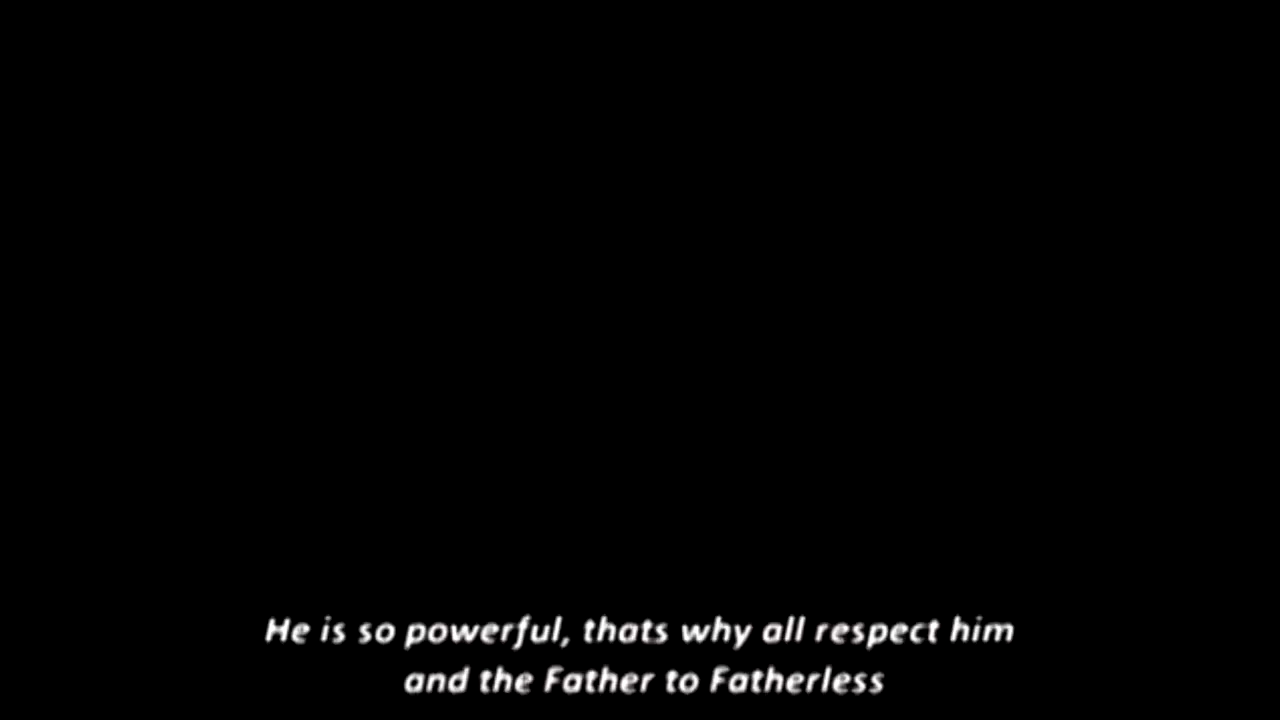 He is so powerful, thats why all respect him
and the Father to Fatherless